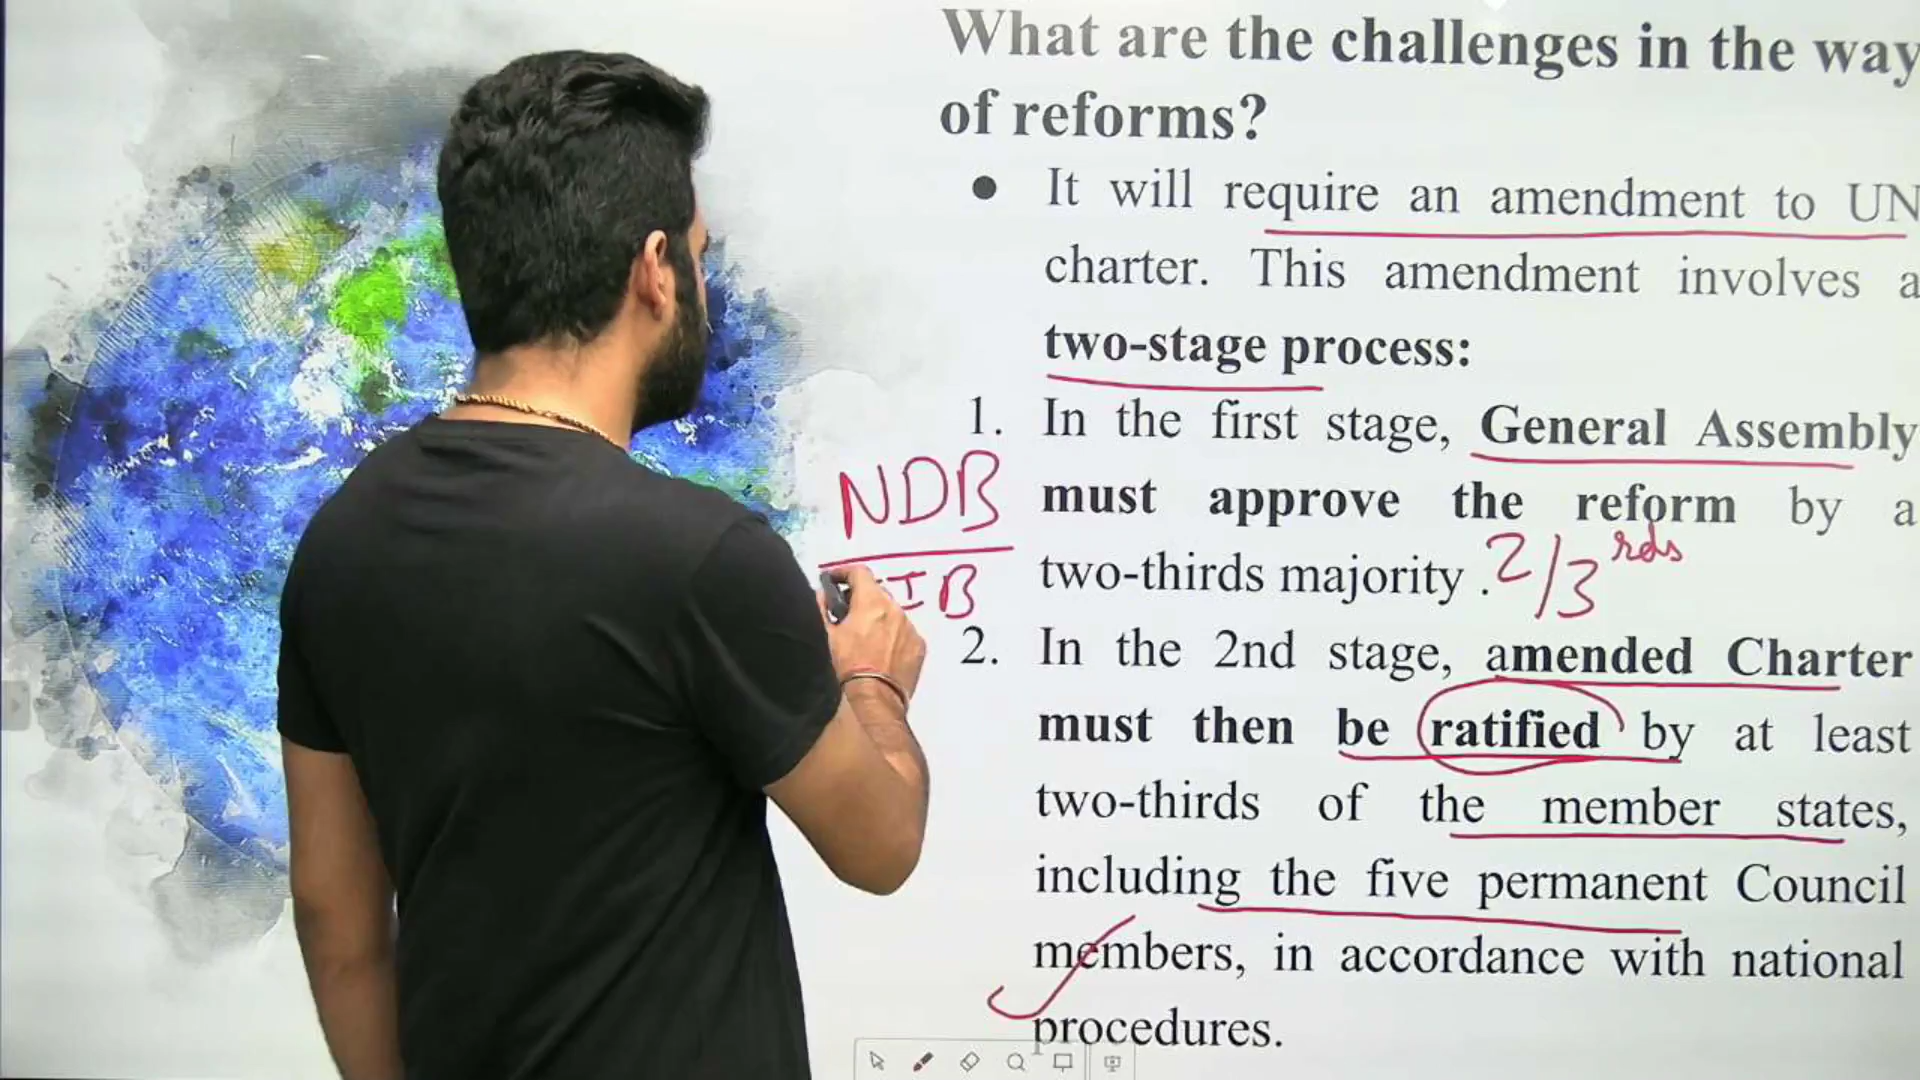 What are the challenges in the way
of reforms?
● It will require an amendment to UN
charter. This amendment involves a
two-stage process:
1. In the first stage, General Assembly
must approve the reform by a
two-thirds majority . 2/3 rds
NDB
IB
2. In the 2nd stage, amended Charter
must then be ratified by at least
two-thirds of the member states,
including the five permanent Council
members, in accordance with national
procedures.